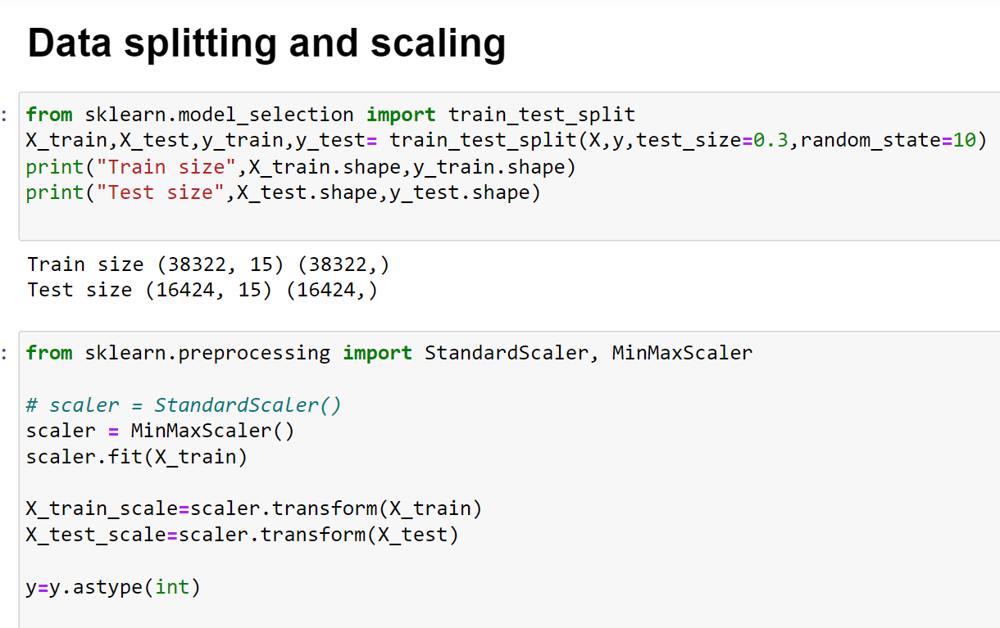 Data splitting and scaling
: from sklearn.model_selection import train_test_split
X_train,X_test,y_train,y_test= train_test_split(X,y,test_size=0.3,random_state=10)
print("Train size",X_train.shape,y_train.shape)
print("Test size",X_test.shape,y_test.shape)
Train size (38322, 15) (38322,)
Test size (16424, 15) (16424,)
: from sklearn.preprocessing import StandardScaler, MinMaxScaler
# scaler = StandardScaler()
scaler = MinMaxScaler()
scaler.fit(X_train)
X_train_scale=scaler.transform(X_train)
X_test_scale=scaler.transform(X_test)
y=y.astype(int)